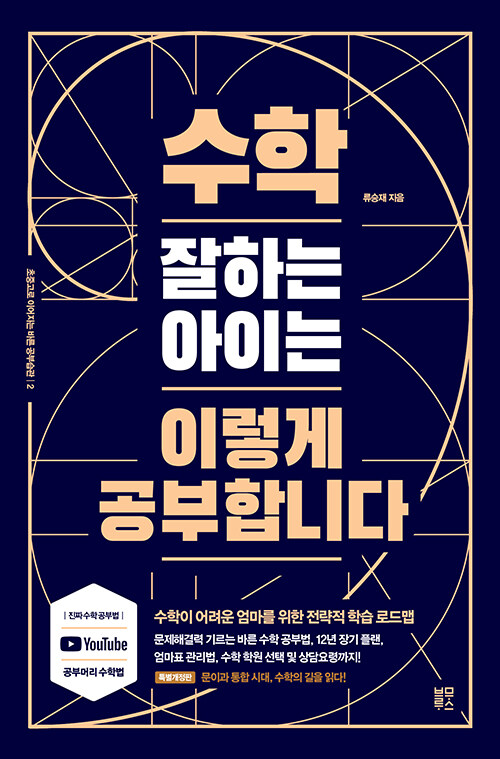 수학
류승재 지음
잘하는
아이는
이렇게
공부합니다
초중고로 이어지는 바른 공부습관 | 2
| 진짜 수학 공부법 |
YouTube
공부머리 수학법
수학이 어려운 엄마를 위한 전략적 학습 로드맵
문제해결력 기르는 바른 수학 공부법, 12년 장기 플랜,
엄마표 관리법, 수학 학원 선택 및 상담요령까지!
특별개정판 문이과 통합 시대, 수학의 길을 읽다!
블루무스